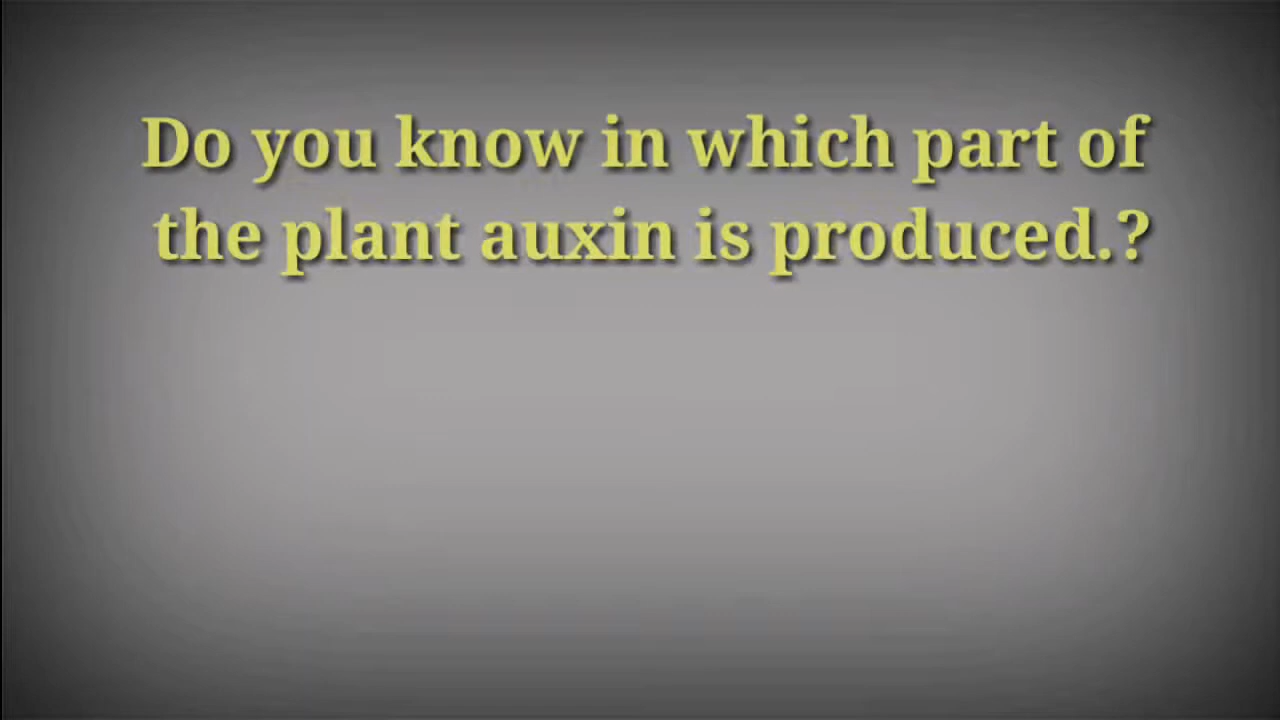 Do you know in which part of
the plant auxin is produced.?